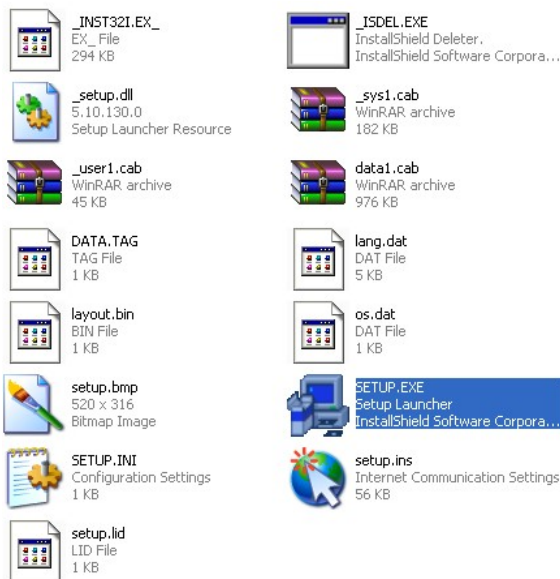 _INST32I.EX_
EX_ File
294 KB
_ISDEL.EXE
InstallShield Deleter.
InstallShield Software Corpora...
_setup.dll
5.10.130.0
Setup Launcher Resource
_sys1.cab
WinRAR archive
182 KB
_user1.cab
WinRAR archive
45 KB
data1.cab
WinRAR archive
976 KB
DATA.TAG
TAG File
1 KB
lang.dat
DAT File
5 KB
layout.bin
BIN File
1 KB
os.dat
DAT File
1 KB
setup.bmp
520 x 316
Bitmap Image
SETUP.EXE
Setup Launcher
InstallShield Software Corpora...
SETUP.INI
Configuration Settings
1 KB
setup.ins
Internet Communication Settings
56 KB
setup.lid
LID File
1 KB